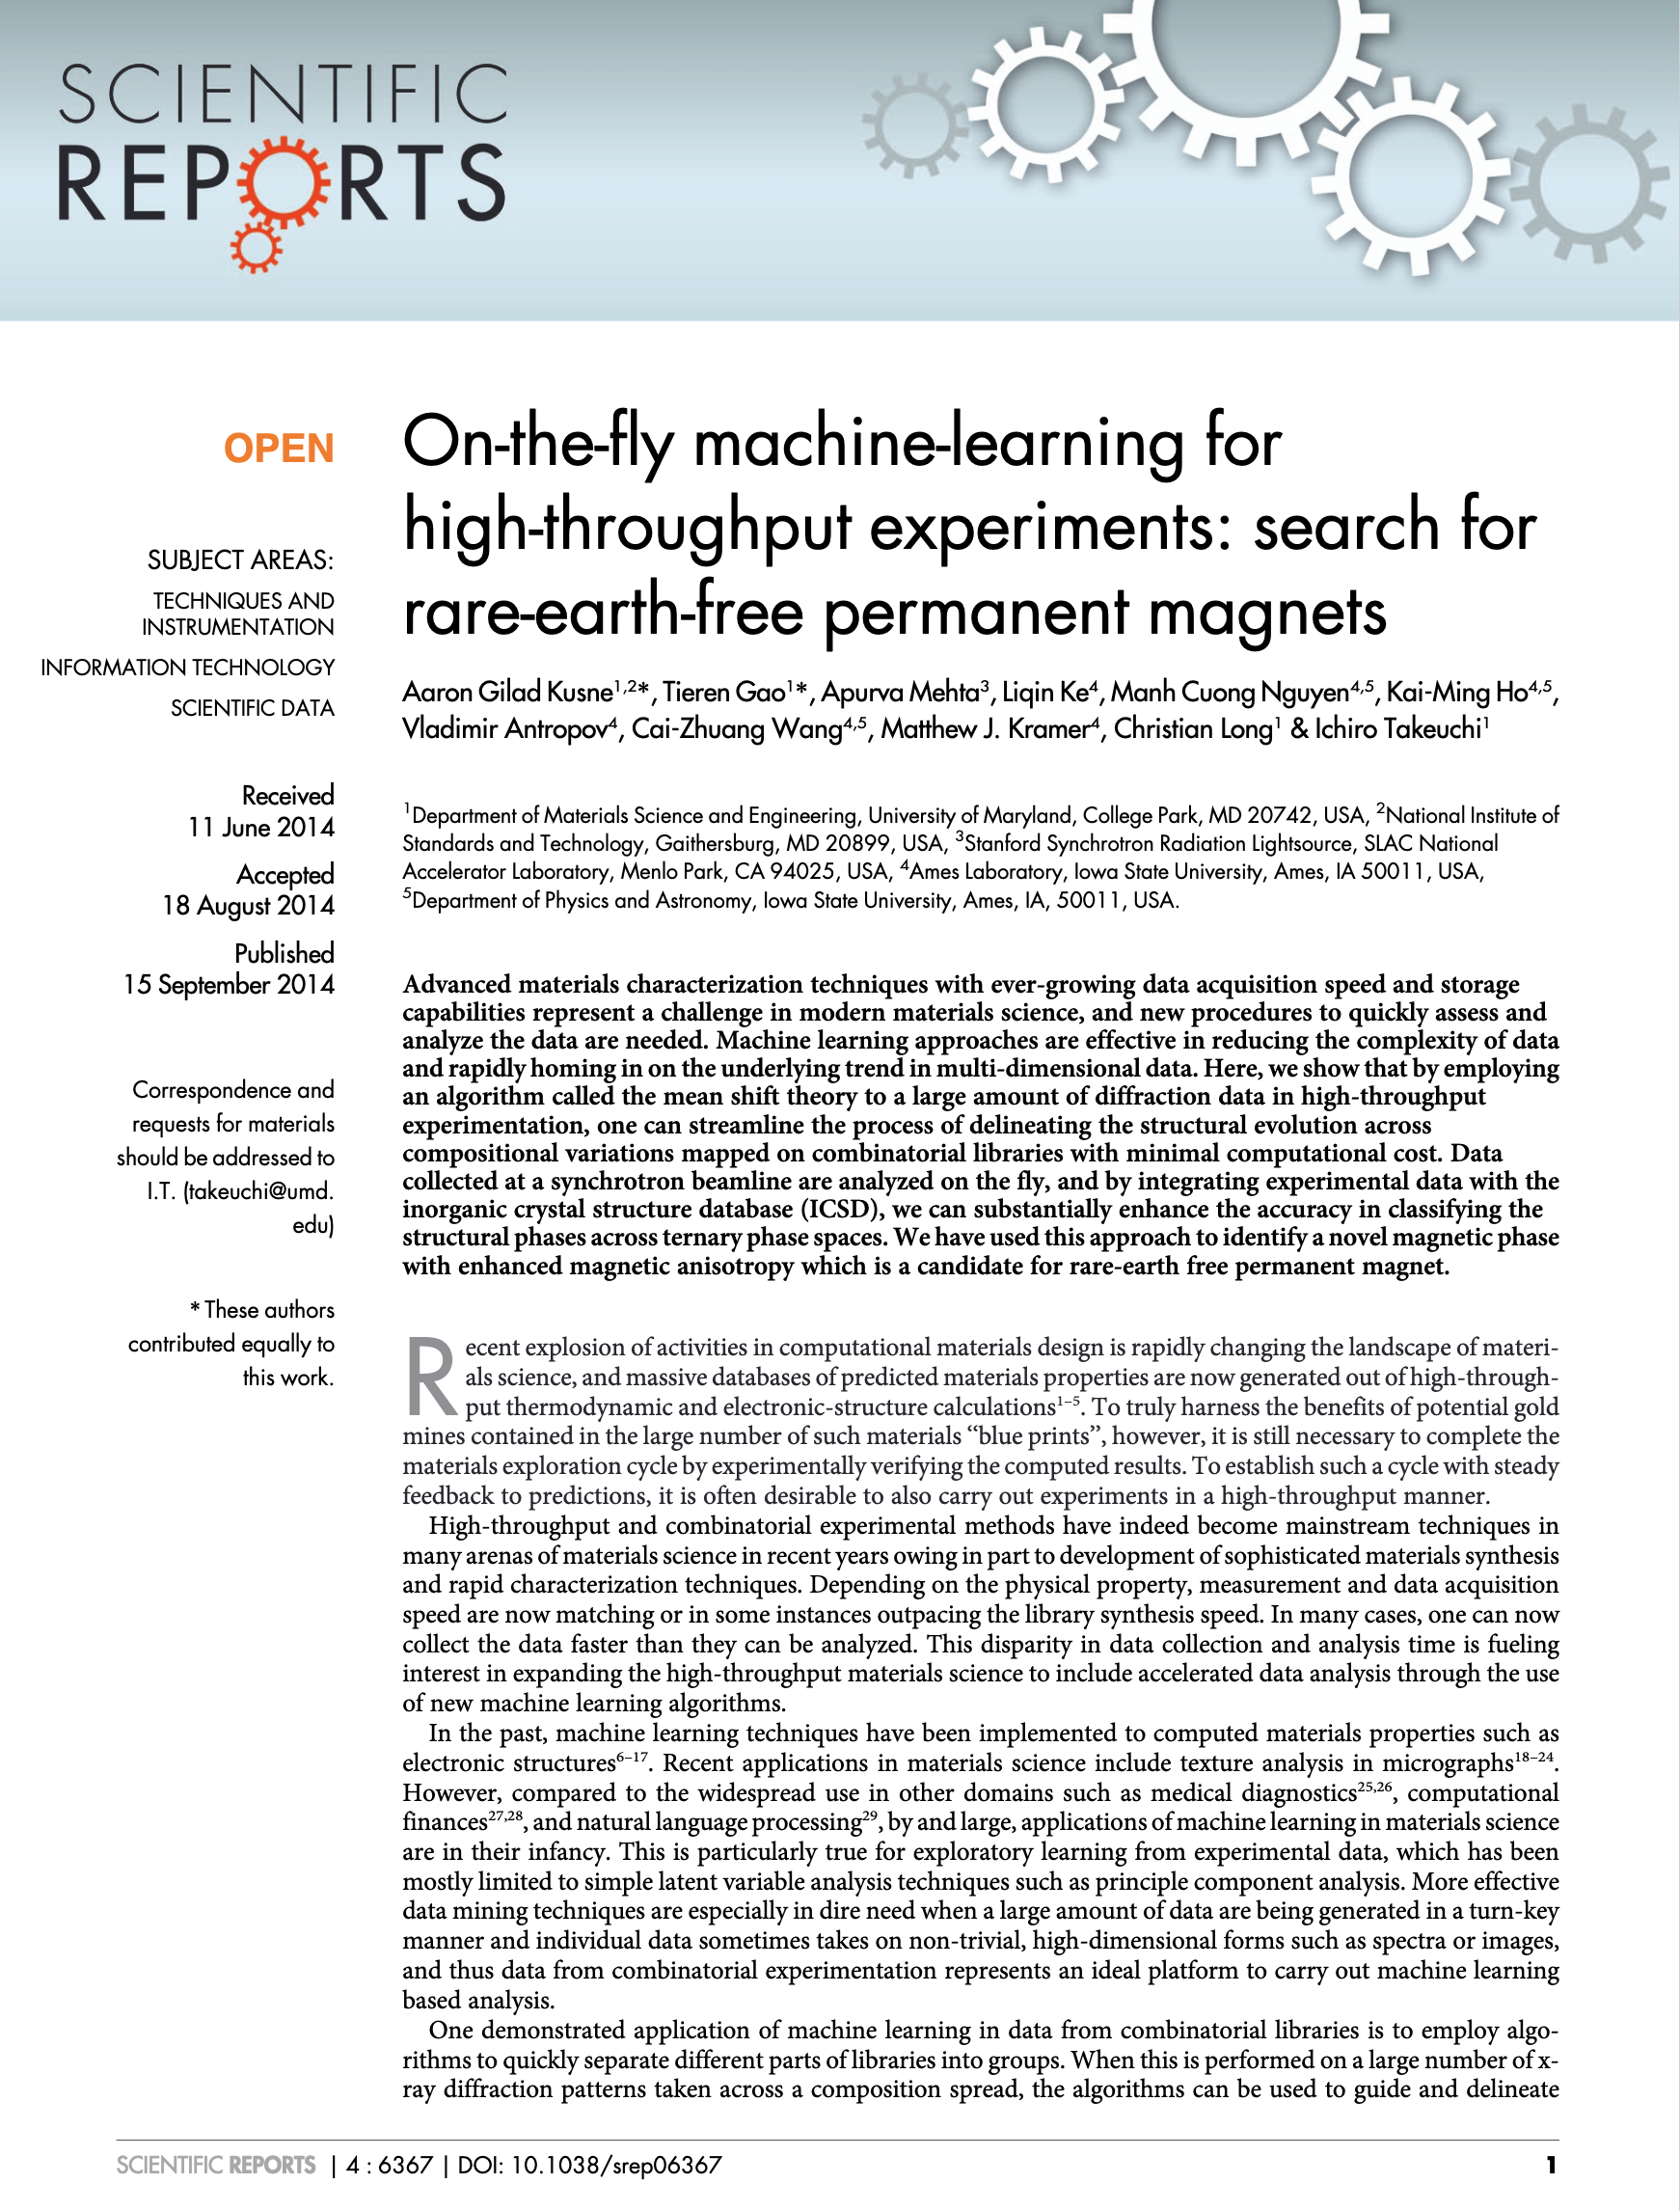 SCIENTIFIC
REPORTS
OPEN
SUBJECT AREAS:
TECHNIQUES AND
INSTRUMENTATION
INFORMATION TECHNOLOGY
SCIENTIFIC DATA
Received
11 June 2014
Accepted
18 August 2014
Published
15 September 2014
Correspondence and
requests for materials
should be addressed to
I.T. (takeuchi@umd.
edu)
* These authors
contributed equally to
this work.
On-the-fly machine-learning for
high-throughput experiments: search for
rare-earth-free permanent magnets
Aaron Gilad Kusne¹,²*, Tieren Gao¹*, Apurva Mehta³, Liqin Ke⁴, Manh Cuong Nguyen⁴,⁵, Kai-Ming Ho⁴,⁵,
Vladimir Antropov⁴, Cai-Zhuang Wang⁴,⁵, Matthew J. Kramer⁴, Christian Long¹ & Ichiro Takeuchi¹
¹Department of Materials Science and Engineering, University of Maryland, College Park, MD 20742, USA, ²National Institute of
Standards and Technology, Gaithersburg, MD 20899, USA, ³Stanford Synchrotron Radiation Lightsource, SLAC National
Accelerator Laboratory, Menlo Park, CA 94025, USA, ⁴Ames Laboratory, Iowa State University, Ames, IA 50011, USA,
⁵Department of Physics and Astronomy, Iowa State University, Ames, IA, 50011, USA.
Advanced materials characterization techniques with ever-growing data acquisition speed and storage
capabilities represent a challenge in modern materials science, and new procedures to quickly assess and
analyze the data are needed. Machine learning approaches are effective in reducing the complexity of data
and rapidly homing in on the underlying trend in multi-dimensional data. Here, we show that by employing
an algorithm called the mean shift theory to a large amount of diffraction data in high-throughput
experimentation, one can streamline the process of delineating the structural evolution across
compositional variations mapped on combinatorial libraries with minimal computational cost. Data
collected at a synchrotron beamline are analyzed on the fly, and by integrating experimental data with the
inorganic crystal structure database (ICSD), we can substantially enhance the accuracy in classifying the
structural phases across ternary phase spaces. We have used this approach to identify a novel magnetic phase
with enhanced magnetic anisotropy which is a candidate for rare-earth free permanent magnet.
Recent explosion of activities in computational materials design is rapidly changing the landscape of materi-
als science, and massive databases of predicted materials properties are now generated out of high-through-
put thermodynamic and electronic-structure calculations¹⁻⁵. To truly harness the benefits of potential gold
mines contained in the large number of such materials “blue prints”, however, it is still necessary to complete the
materials exploration cycle by experimentally verifying the computed results. To establish such a cycle with steady
feedback to predictions, it is often desirable to also carry out experiments in a high-throughput manner.
High-throughput and combinatorial experimental methods have indeed become mainstream techniques in
many arenas of materials science in recent years owing in part to development of sophisticated materials synthesis
and rapid characterization techniques. Depending on the physical property, measurement and data acquisition
speed are now matching or in some instances outpacing the library synthesis speed. In many cases, one can now
collect the data faster than they can be analyzed. This disparity in data collection and analysis time is fueling
interest in expanding the high-throughput materials science to include accelerated data analysis through the use
of new machine learning algorithms.
In the past, machine learning techniques have been implemented to computed materials properties such as
electronic structures⁶⁻¹⁷. Recent applications in materials science include texture analysis in micrographs¹⁸⁻²⁴.
However, compared to the widespread use in other domains such as medical diagnostics²⁵,²⁶, computational
finances²⁷,²⁸, and natural language processing²⁹, by and large, applications of machine learning in materials science
are in their infancy. This is particularly true for exploratory learning from experimental data, which has been
mostly limited to simple latent variable analysis techniques such as principle component analysis. More effective
data mining techniques are especially in dire need when a large amount of data are being generated in a turn-key
manner and individual data sometimes takes on non-trivial, high-dimensional forms such as spectra or images,
and thus data from combinatorial experimentation represents an ideal platform to carry out machine learning
based analysis.
One demonstrated application of machine learning in data from combinatorial libraries is to employ algo-
rithms to quickly separate different parts of libraries into groups. When this is performed on a large number of x-
ray diffraction patterns taken across a composition spread, the algorithms can be used to guide and delineate
SCIENTIFIC REPORTS | 4 : 6367 | DOI: 10.1038/srep06367
1